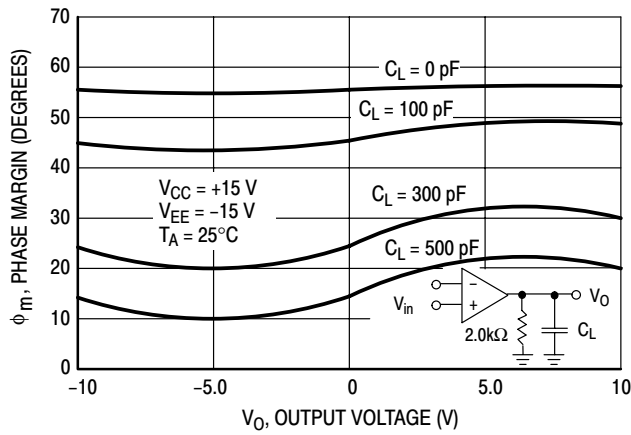 70
60
50
40
30
20
10
0
ϕm, PHASE MARGIN (DEGREES)
CL = 0 pF
CL = 100 pF
CL = 300 pF
CL = 500 pF
VCC = +15 V
VEE = −15 V
TA = 25°C
Vin
−
+
2.0kΩ
CL
VO
−10
−5.0
0
5.0
10
VO, OUTPUT VOLTAGE (V)